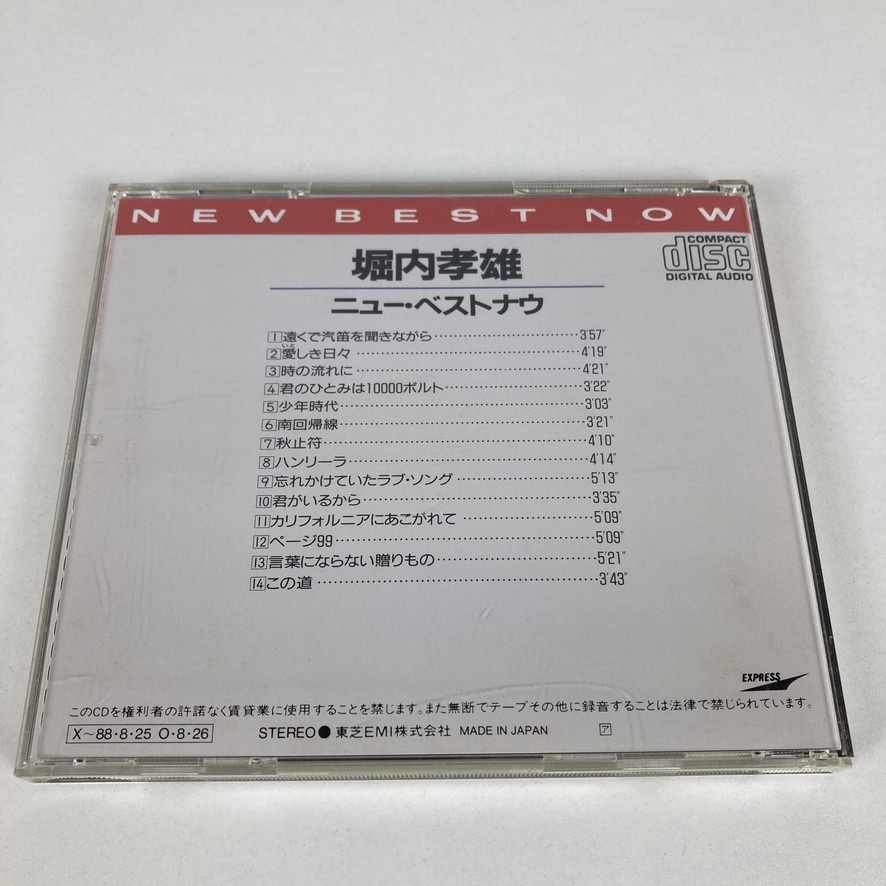 NEW BEST NOW
堀内孝雄
COMPACT
disc
DIGITAL AUDIO
ニュー・ベストナウ
1 遠くで汽笛を聞きながら 3'57"
いと
2 愛しき日々 4'19"
3 時の流れに 4'21"
4 君のひとみは10000ボルト 3'22"
5 少年時代 3'03"
6 南回帰線 3'21"
7 秋止符 4'10"
8 ハンリーラ 4'14"
9 忘れかけていたラブ・ソング 5'13"
10 君がいるから 3'35"
11 カリフォルニアにあこがれて 5'09"
12 ページ99 5'09"
13 言葉にならない贈りもの 5'21"
14 この道 3'43"
EXPRESS
このCDを権利者の許諾なく賃貸業に使用することを禁じます。また無断でテープその他に録音することは法律で禁じられています。
X〜88・8・25 O・8・26 STEREO● 東芝EMI株式会社 MADE IN JAPAN ア